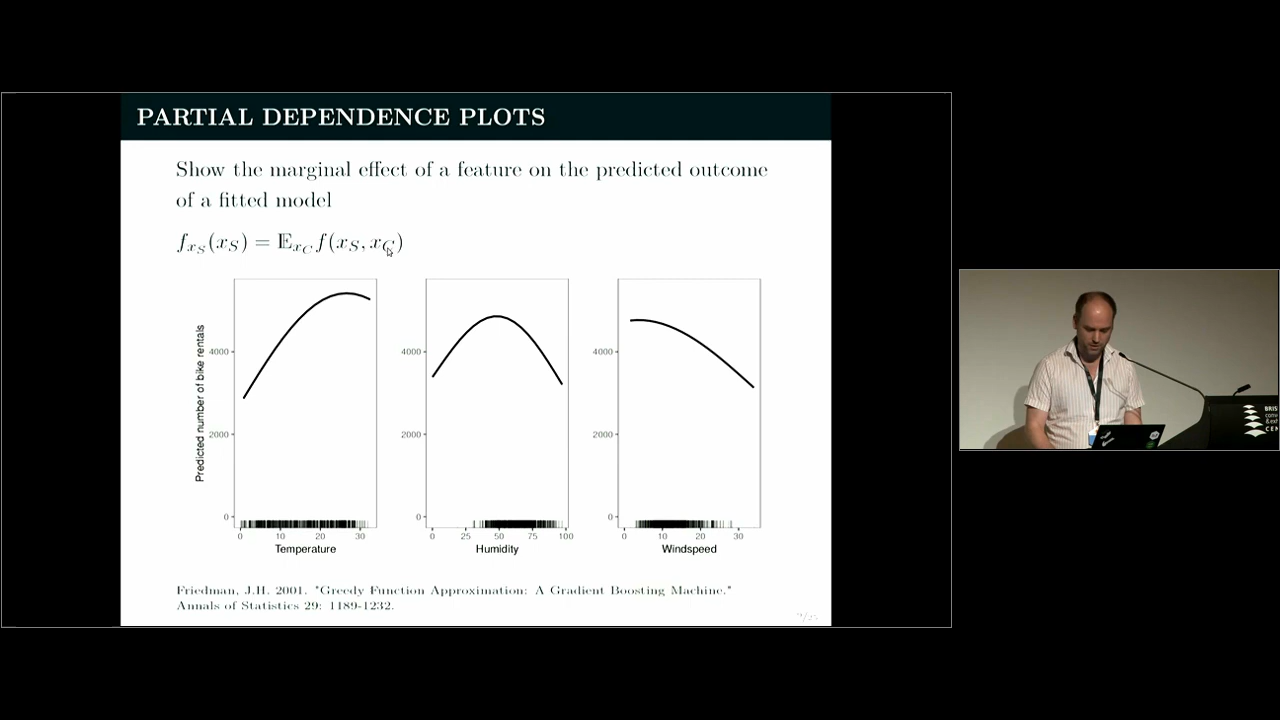 PARTIAL DEPENDENCE PLOTS
Show the marginal effect of a feature on the predicted outcome
of a fitted model
f_{x_S}(x_S) = 𝔼_{x_C} f(x_S, x_C)
Predicted number of bike rentals
4000
2000
0
0 10 20 30
Temperature
4000
2000
0
0 25 50 75 100
Humidity
4000
2000
0
0 10 20 30
Windspeed
Friedman, J.H. 2001. "Greedy Function Approximation: A Gradient Boosting Machine."
Annals of Statistics 29: 1189-1232.
BRIS
CEN